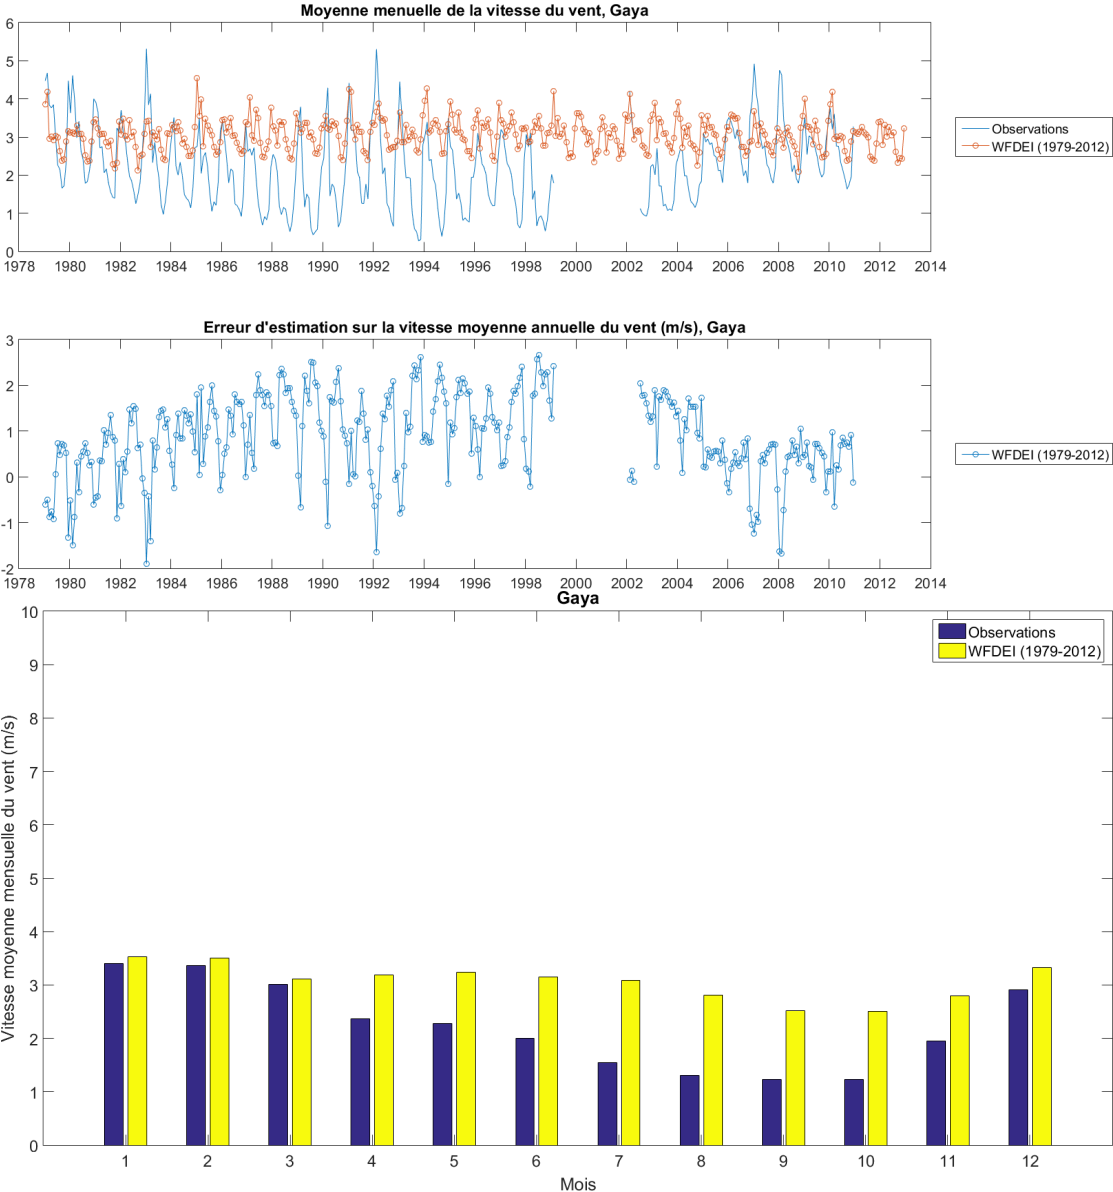 Moyenne menuelle de la vitesse du vent, Gaya
6
5
4
3
2
1
0
1978 1980 1982 1984 1986 1988 1990 1992 1994 1996 1998 2000 2002 2004 2006 2008 2010 2012 2014
Observations
WFDEI (1979-2012)
Erreur d'estimation sur la vitesse moyenne annuelle du vent (m/s), Gaya
3
2
1
0
-1
-2
1978 1980 1982 1984 1986 1988 1990 1992 1994 1996 1998 2000 2002 2004 2006 2008 2010 2012 2014
WFDEI (1979-2012)
Gaya
Vitesse moyenne mensuelle du vent (m/s)
10
9
8
7
6
5
4
3
2
1
0
Observations
WFDEI (1979-2012)
1 2 3 4 5 6 7 8 9 10 11 12
Mois